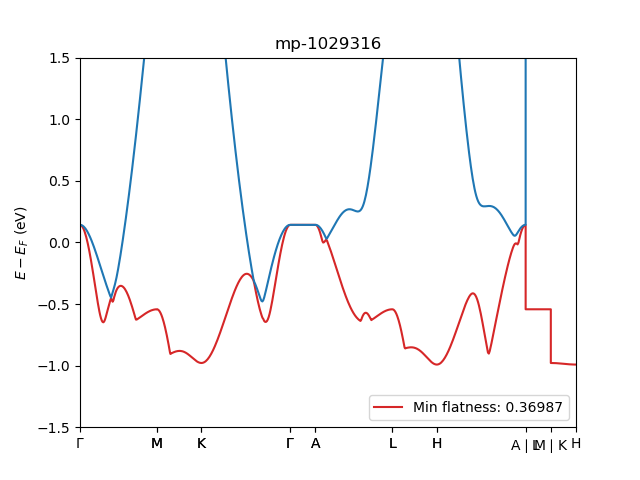 mp-1029316
E − E_F (eV)
1.5
1.0
0.5
0.0
−0.5
−1.0
−1.5
Min flatness: 0.36987
Γ M K Γ A L H A | L M | K H